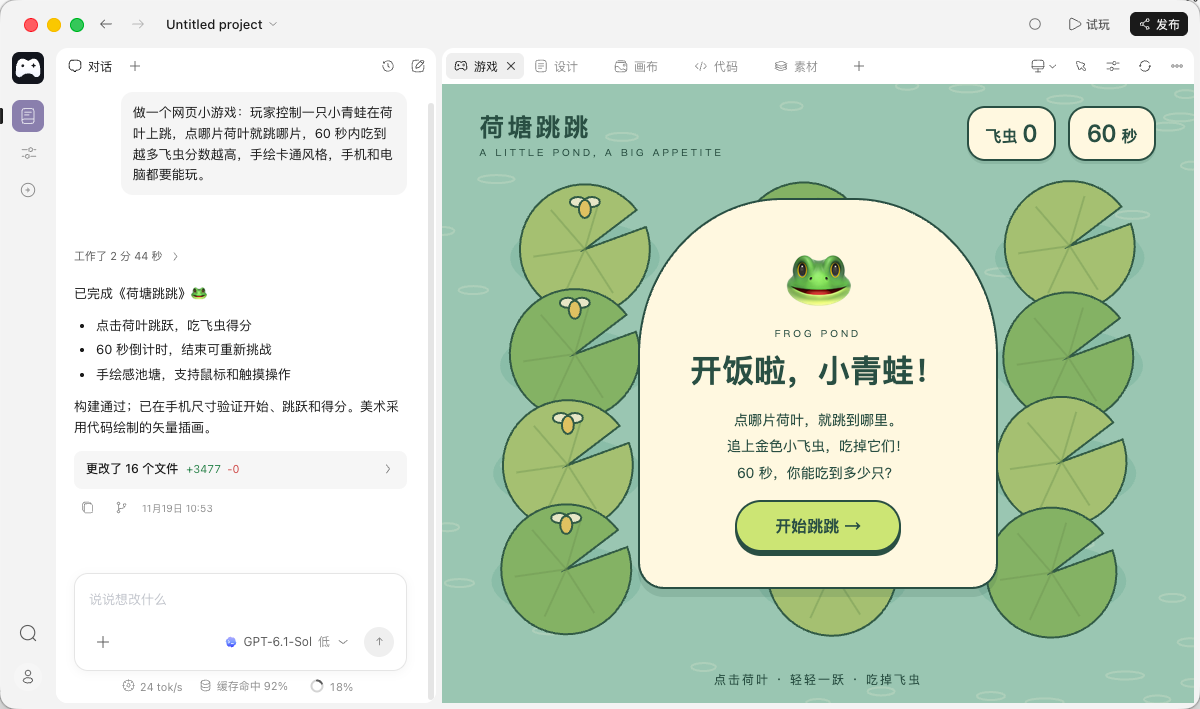 Untitled project
试玩
发布
对话
游戏
设计
画布
代码
素材
做一个网页小游戏：玩家控制一只小青蛙在荷
叶上跳，点哪片荷叶就跳哪片，60 秒内吃到
越多飞虫分数越高，手绘卡通风格，手机和电
脑都要能玩。
工作了 2 分 44 秒
已完成《荷塘跳跳》🐸
点击荷叶跳跃，吃飞虫得分
60 秒倒计时，结束可重新挑战
手绘感池塘，支持鼠标和触摸操作
构建通过；已在手机尺寸验证开始、跳跃和得分。美术采
用代码绘制的矢量插画。
更改了 16 个文件 +3477 -0
11月19日 10:53
说说想改什么
GPT-6.1-Sol 低
24 tok/s
缓存命中 92%
18%
荷塘跳跳
A LITTLE POND, A BIG APPETITE
飞虫 0
60 秒
FROG POND
开饭啦，小青蛙！
点哪片荷叶，就跳到哪里。
追上金色小飞虫，吃掉它们！
60 秒，你能吃到多少只？
开始跳跳 →
点击荷叶 · 轻轻一跃 · 吃掉飞虫